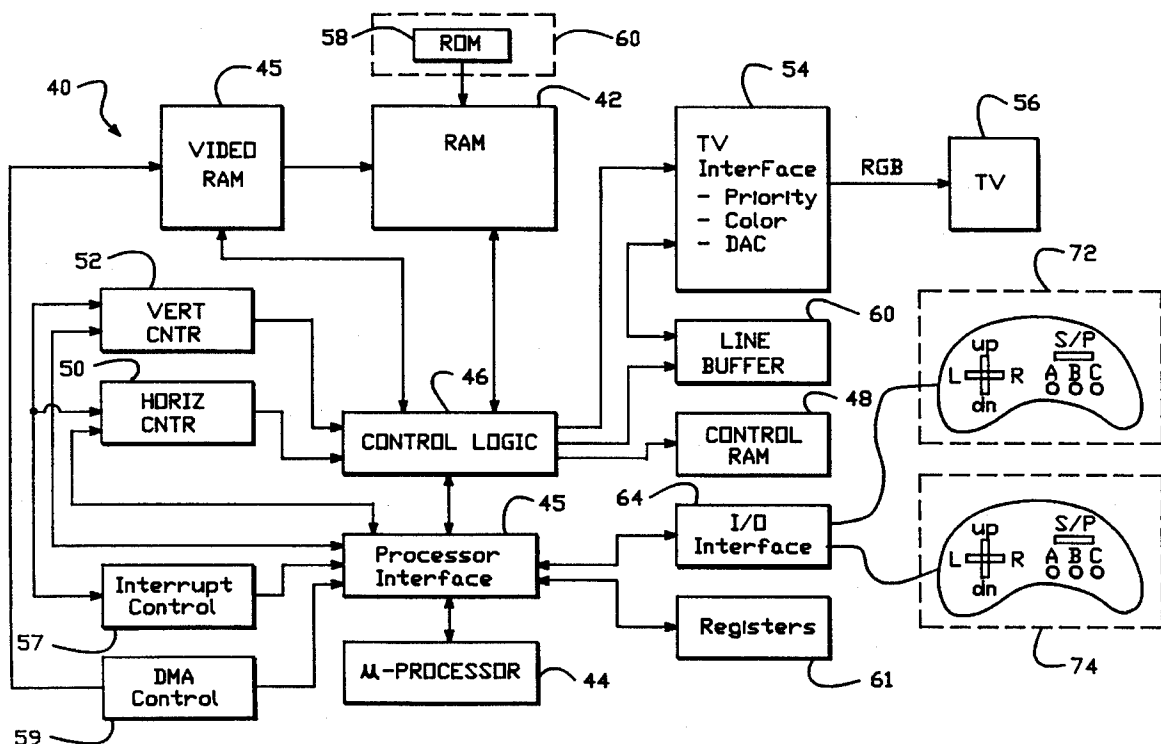 58
ROM
60
40
45
VIDEO
RAM
42
RAM
54
TV
InterFace
- Priority
- Color
- DAC
RGB
56
TV
52
VERT
CNTR
50
HORIZ
CNTR
46
CONTROL LOGIC
60
LINE
BUFFER
48
CONTROL
RAM
72
up
L
R
dn
S/P
A B C
45
Processor
Interface
64
I/O
Interface
up
L
R
dn
S/P
A B C
74
Interrupt
Control
57
DMA
Control
59
μ-PROCESSOR
44
Registers
61